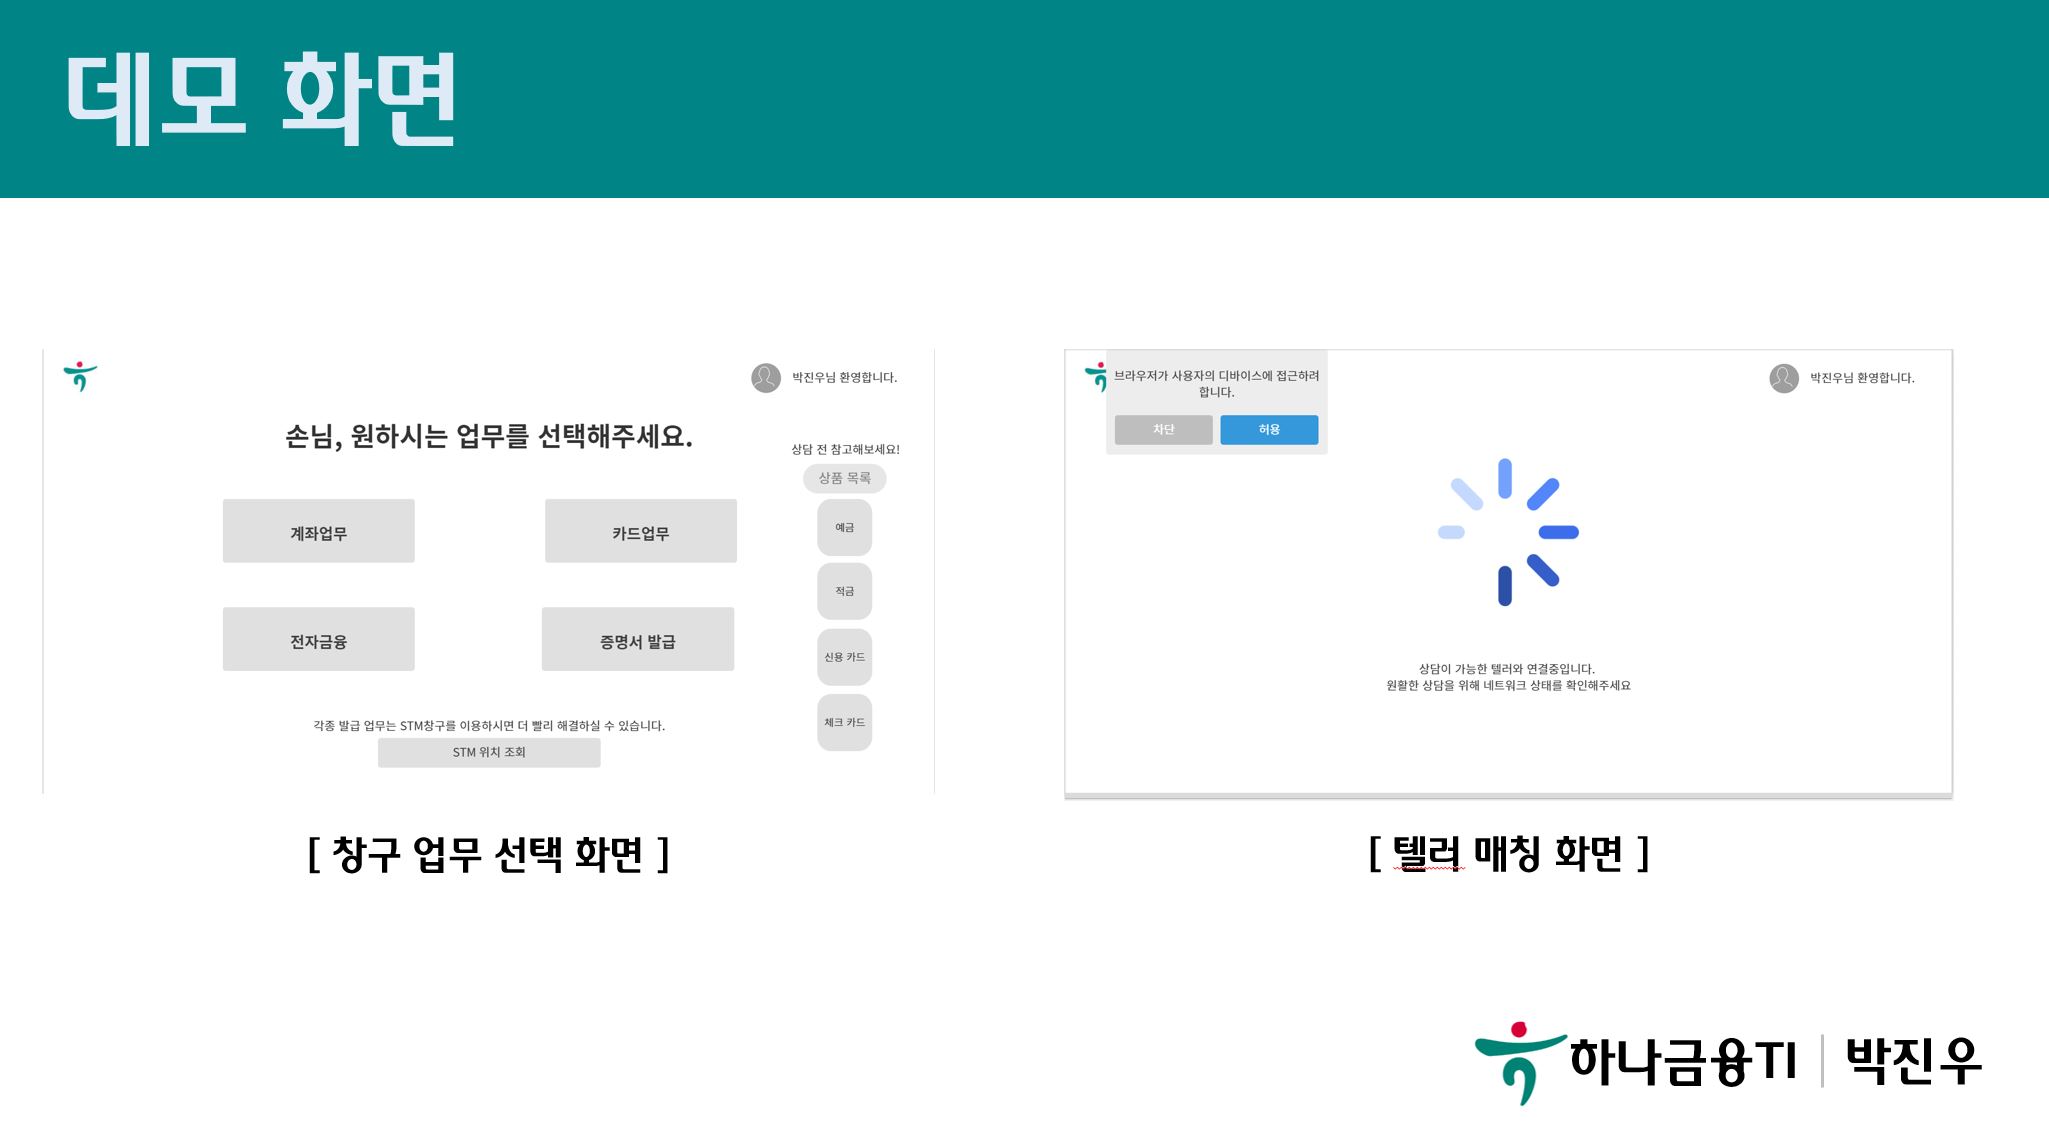 데모 화면
박진우님 환영합니다.
손님, 원하시는 업무를 선택해주세요.
상담 전 참고해보세요!
상품 목록
계좌업무
카드업무
예금
적금
전자금융
증명서 발급
신용 카드
체크 카드
각종 발급 업무는 STM창구를 이용하시면 더 빨리 해결하실 수 있습니다.
STM 위치 조회
[ 창구 업무 선택 화면 ]
브라우저가 사용자의 디바이스에 접근하려
합니다.
차단
허용
박진우님 환영합니다.
상담이 가능한 텔러와 연결중입니다.
원활한 상담을 위해 네트워크 상태를 확인해주세요
[ 텔러 매칭 화면 ]
하나금융TI
박진우